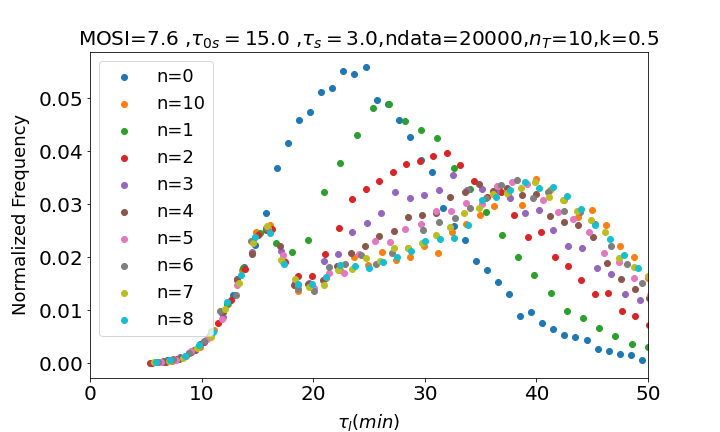 MOSI=7.6 ,τ0s = 15.0 ,τs = 3.0,ndata=20000,nT=10,k=0.5
Normalized Frequency
0.05
0.04
0.03
0.02
0.01
0.00
n=0
n=10
n=1
n=2
n=3
n=4
n=5
n=6
n=7
n=8
0 10 20 30 40 50
τl(min)